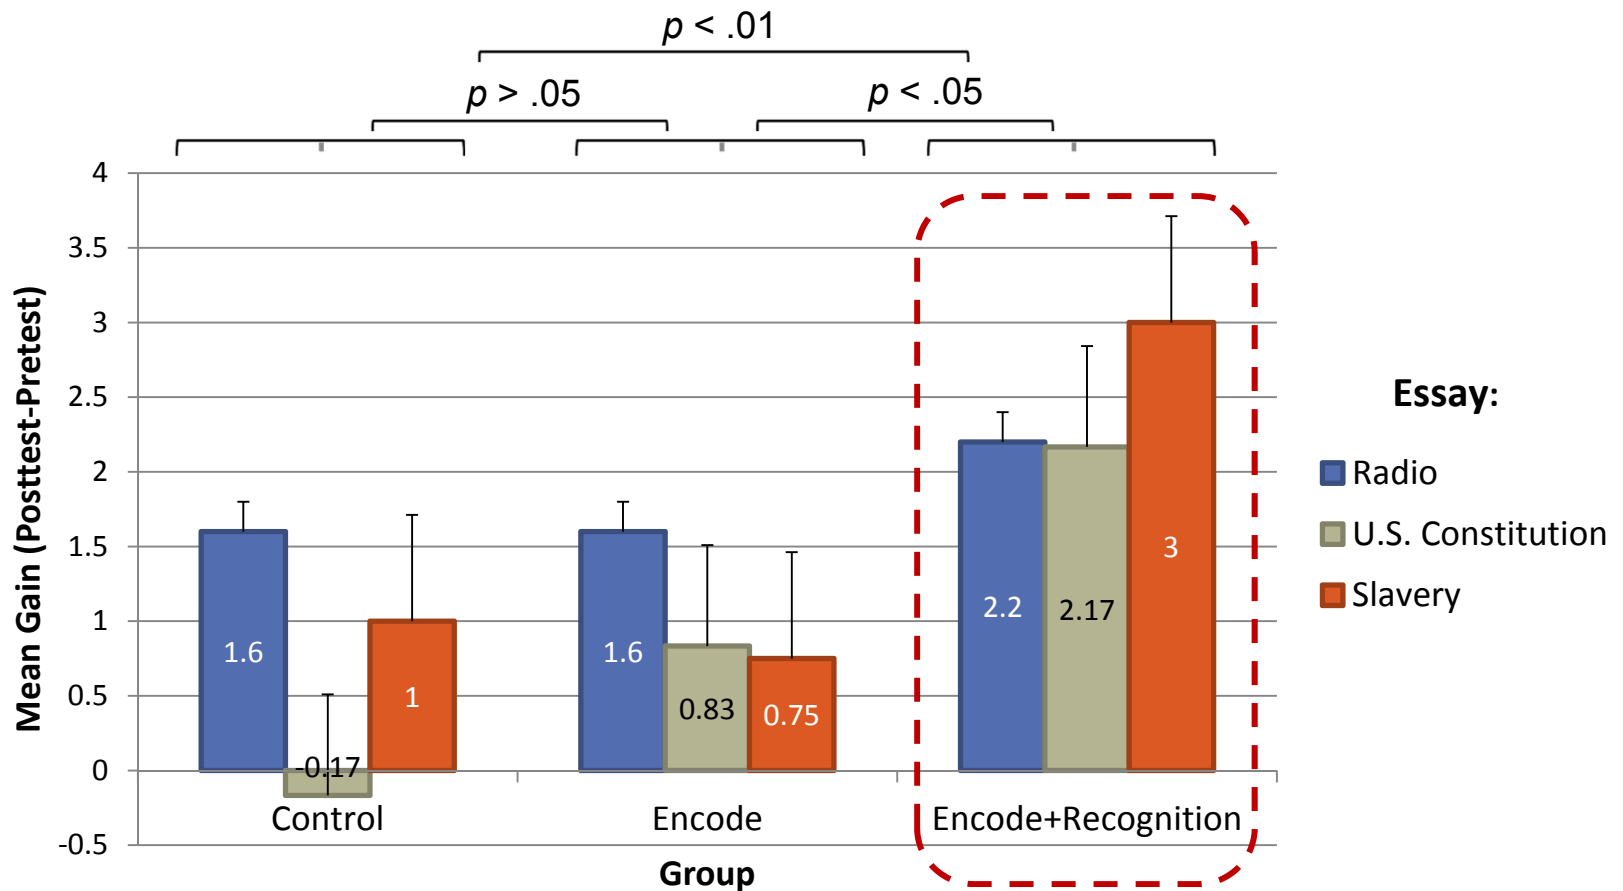 p < .01
p > .05
p < .05
4
3.5
3
2.5
2
1.5
1
0.5
0
-0.5
Mean Gain (Posttest-Pretest)
1.6
-0.17
1
1.6
0.83
0.75
2.2
2.17
3
Control
Encode
Encode+Recognition
Group
Essay:
Radio
U.S. Constitution
Slavery